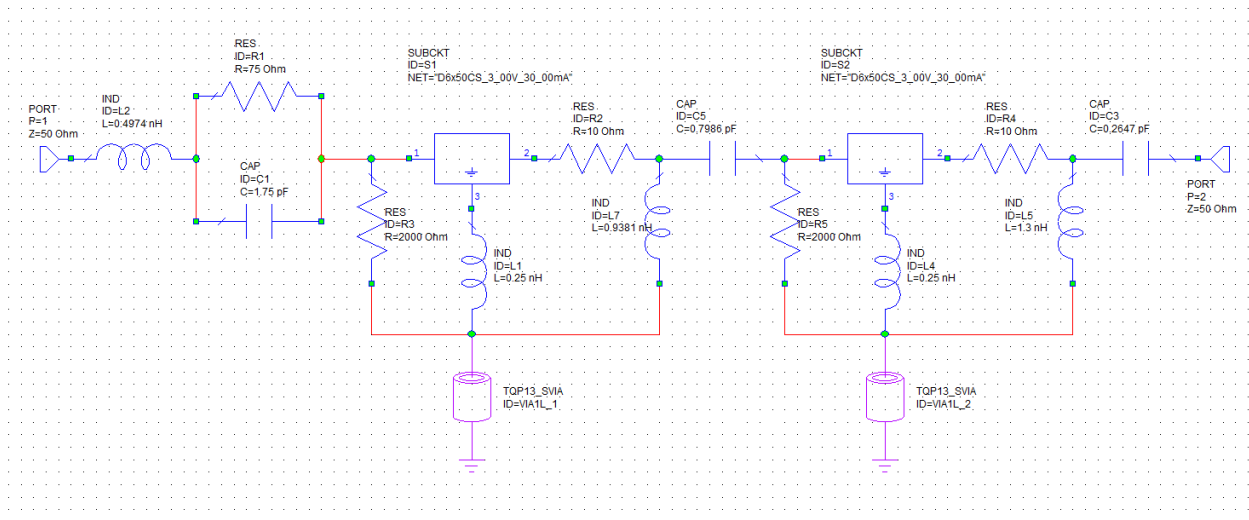 PORT
P=1
Z=50 Ohm
IND
ID=L2
L=0.4974 nH
RES
ID=R1
R=75 Ohm
CAP
ID=C1
C=1.75 pF
RES
ID=R3
R=2000 Ohm
SUBCKT
ID=S1
NET="D6x50CS_3_00V_30_00mA"
1
2
3
IND
ID=L1
L=0.25 nH
RES
ID=R2
R=10 Ohm
IND
ID=L7
L=0.9381 nH
CAP
ID=C5
C=0.7986 pF
TQP13_SVIA
ID=VIA1L_1
RES
ID=R5
R=2000 Ohm
SUBCKT
ID=S2
NET="D6x50CS_3_00V_30_00mA"
1
2
3
IND
ID=L4
L=0.25 nH
RES
ID=R4
R=10 Ohm
IND
ID=L5
L=1.3 nH
CAP
ID=C3
C=0.2647 pF
PORT
P=2
Z=50 Ohm
TQP13_SVIA
ID=VIA1L_2